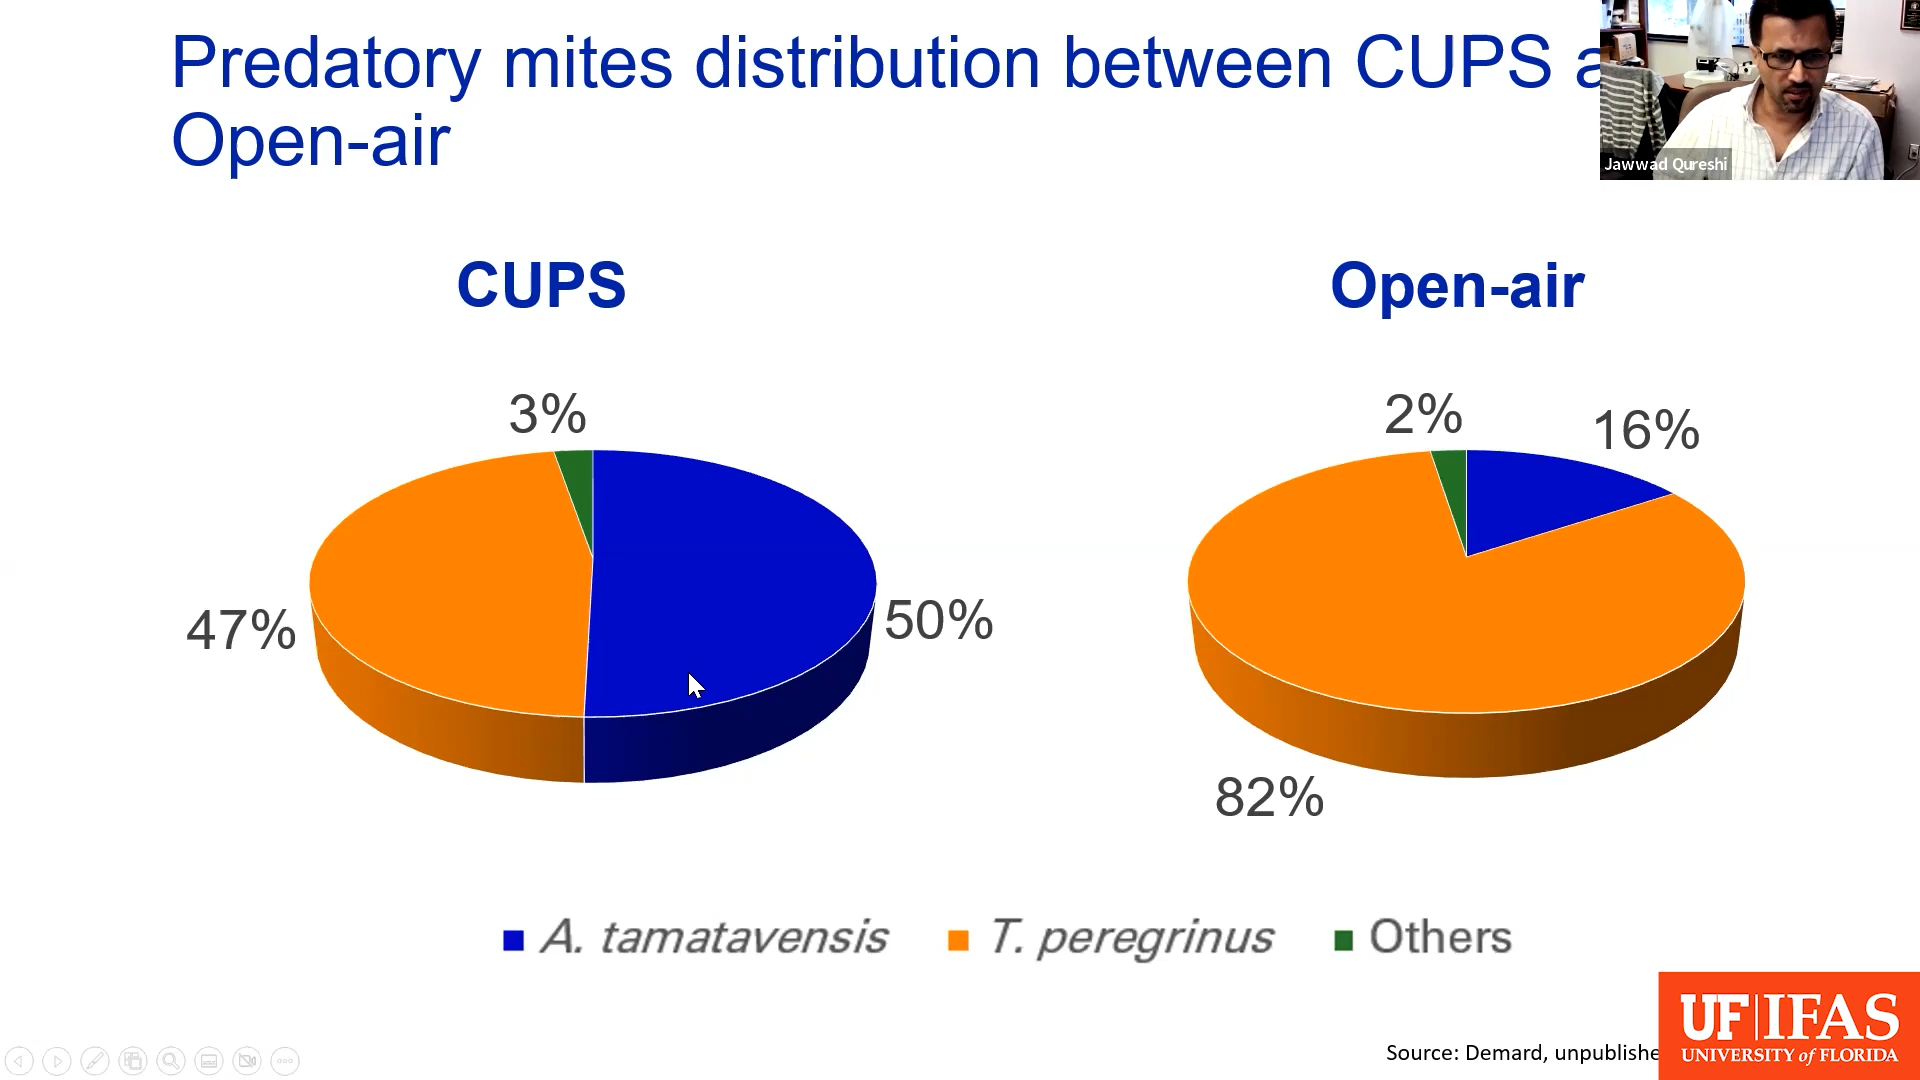 Predatory mites distribution between CUPS a
Open-air
Jawwad Qureshi
CUPS
Open-air
3%
47%
50%
2%
16%
82%
A. tamatavensis
T. peregrinus
Others
Source: Demard, unpublishe
UF|IFAS
UNIVERSITY of FLORIDA